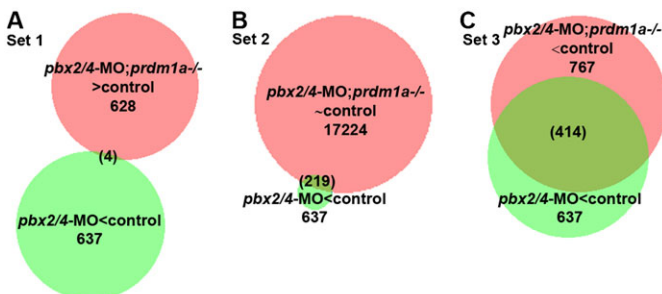 A
Set 1
pbx2/4-MO;prdm1a-/-
>control
628
(4)
pbx2/4-MO<control
637
B
Set 2
pbx2/4-MO;prdm1a-/-
~control
17224
(219)
pbx2/4-MO<control
637
C
Set 3
pbx2/4-MO;prdm1a-/-
<control
767
(414)
pbx2/4-MO<control
637